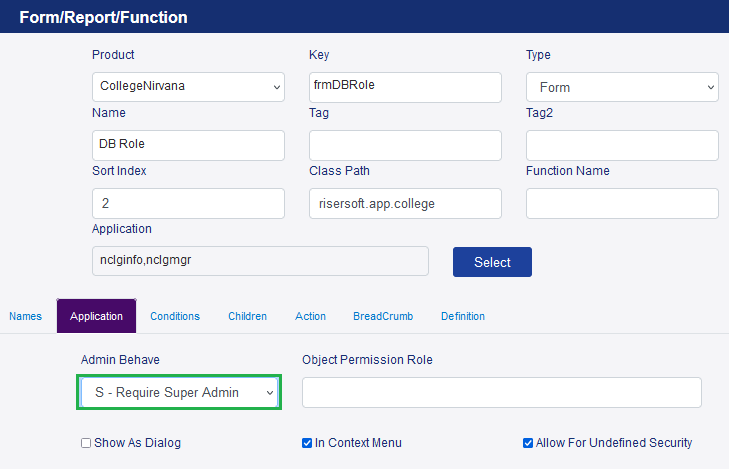 Form/Report/Function
Product Key Type
CollegeNirvana frmDBRole Form
Name Tag Tag2
DB Role
Sort Index Class Path Function Name
2 risersoft.app.college
Application
nclginfo,nclgmgr Select
Names Application Conditions Children Action BreadCrumb Definition
Admin Behave Object Permission Role
S - Require Super Admin
Show As Dialog In Context Menu Allow For Undefined Security